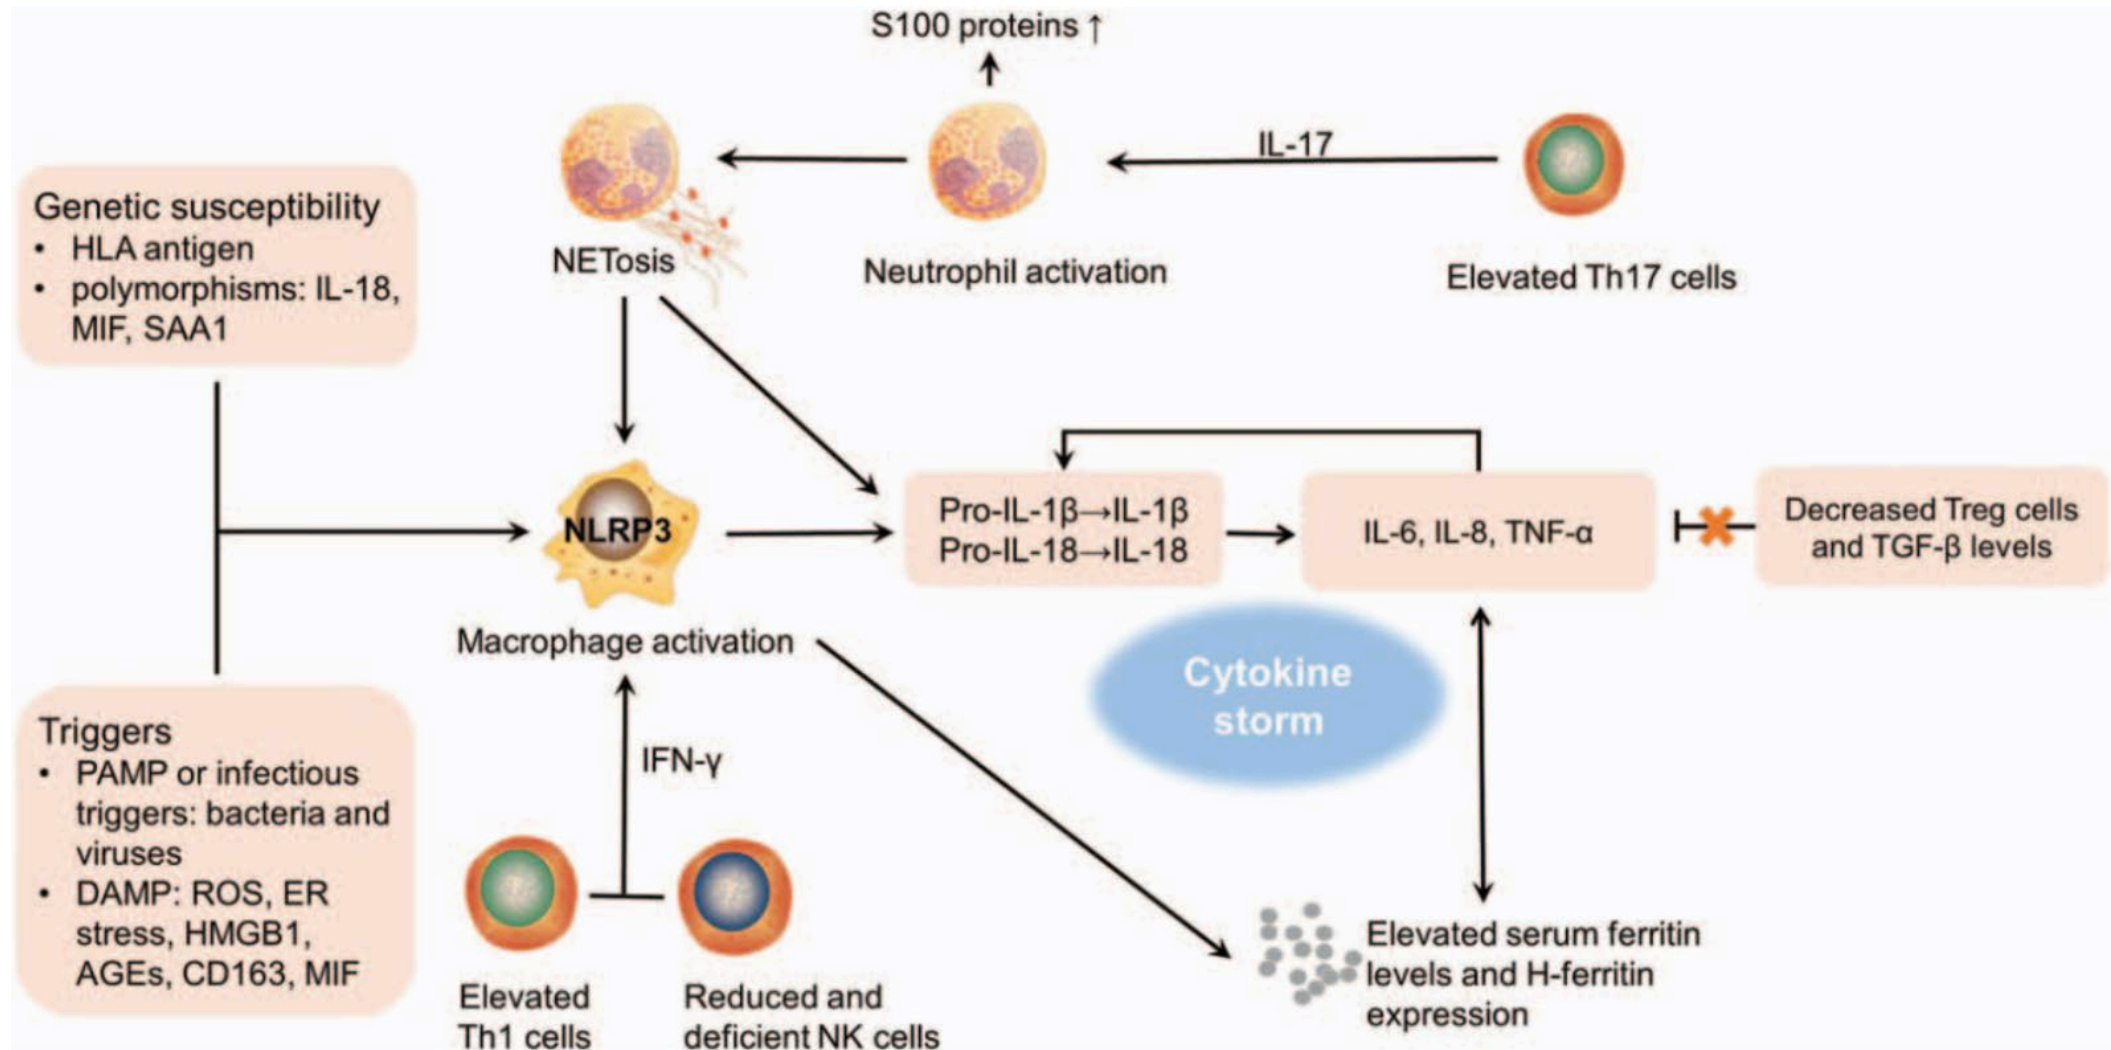 S100 proteins ↑
IL-17
NETosis
Neutrophil activation
Elevated Th17 cells
Genetic susceptibility
• HLA antigen
• polymorphisms: IL-18,
MIF, SAA1
NLRP3
Macrophage activation
Pro-IL-1β→IL-1β
Pro-IL-18→IL-18
IL-6, IL-8, TNF-α
Decreased Treg cells
and TGF-β levels
Cytokine
storm
Triggers
• PAMP or infectious
triggers: bacteria and
viruses
• DAMP: ROS, ER
stress, HMGB1,
AGEs, CD163, MIF
IFN-γ
Elevated
Th1 cells
Reduced and
deficient NK cells
Elevated serum ferritin
levels and H-ferritin
expression